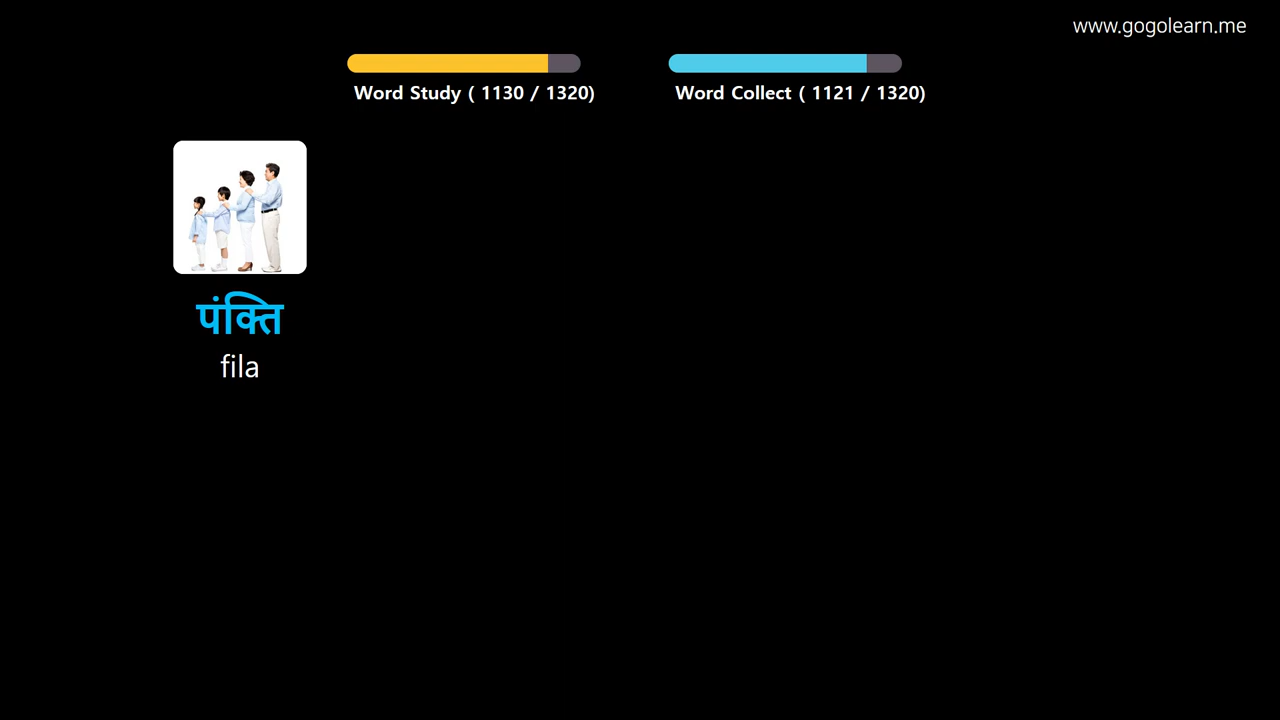 www.gogolearn.me
Word Study ( 1130 / 1320)
Word Collect ( 1121 / 1320)
पंक्ति
fila